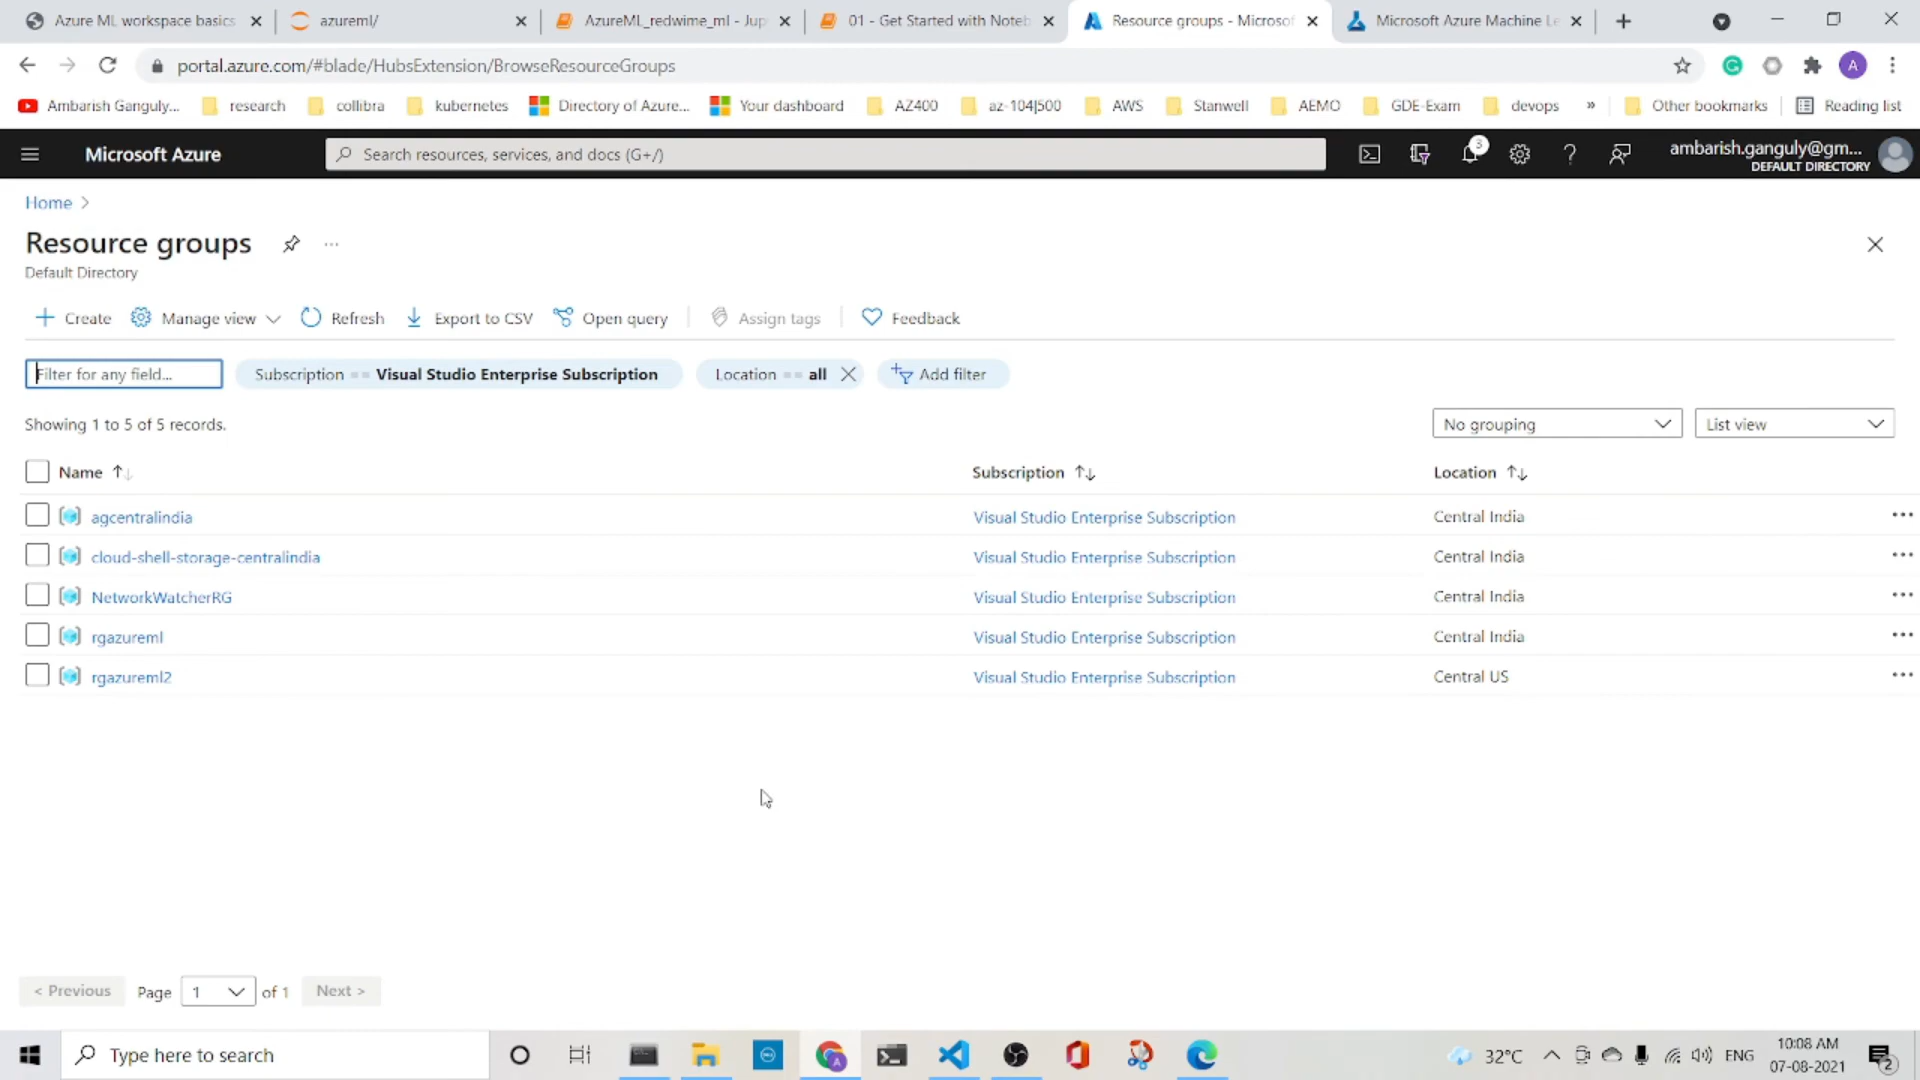 Azure ML workspace basics
azureml/
AzureML_redwime_ml - Jup
01 - Get Started with Noteb
Resource groups - Microsof
Microsoft Azure Machine Le
portal.azure.com/#blade/HubsExtension/BrowseResourceGroups
A
Ambarish Ganguly...
research
collibra
kubernetes
Directory of Azure...
Your dashboard
AZ400
az-104|500
AWS
Stanwell
AEMO
GDE-Exam
devops
»
Other bookmarks
Reading list
Microsoft Azure
Search resources, services, and docs (G+/)
3
ambarish.ganguly@gm...
DEFAULT DIRECTORY
Home >
Resource groups
Default Directory
Create
Manage view
Refresh
Export to CSV
Open query
Assign tags
Feedback
Filter for any field...
Subscription == Visual Studio Enterprise Subscription
Location == all
Add filter
Showing 1 to 5 of 5 records.
No grouping
List view
Name
Subscription
Location
agcentralindia
Visual Studio Enterprise Subscription
Central India
cloud-shell-storage-centralindia
Visual Studio Enterprise Subscription
Central India
NetworkWatcherRG
Visual Studio Enterprise Subscription
Central India
rgazureml
Visual Studio Enterprise Subscription
Central India
rgazureml2
Visual Studio Enterprise Subscription
Central US
< Previous
Page 1 of 1
Next >
Type here to search
32°C
ENG
10:08 AM
07-08-2021
2